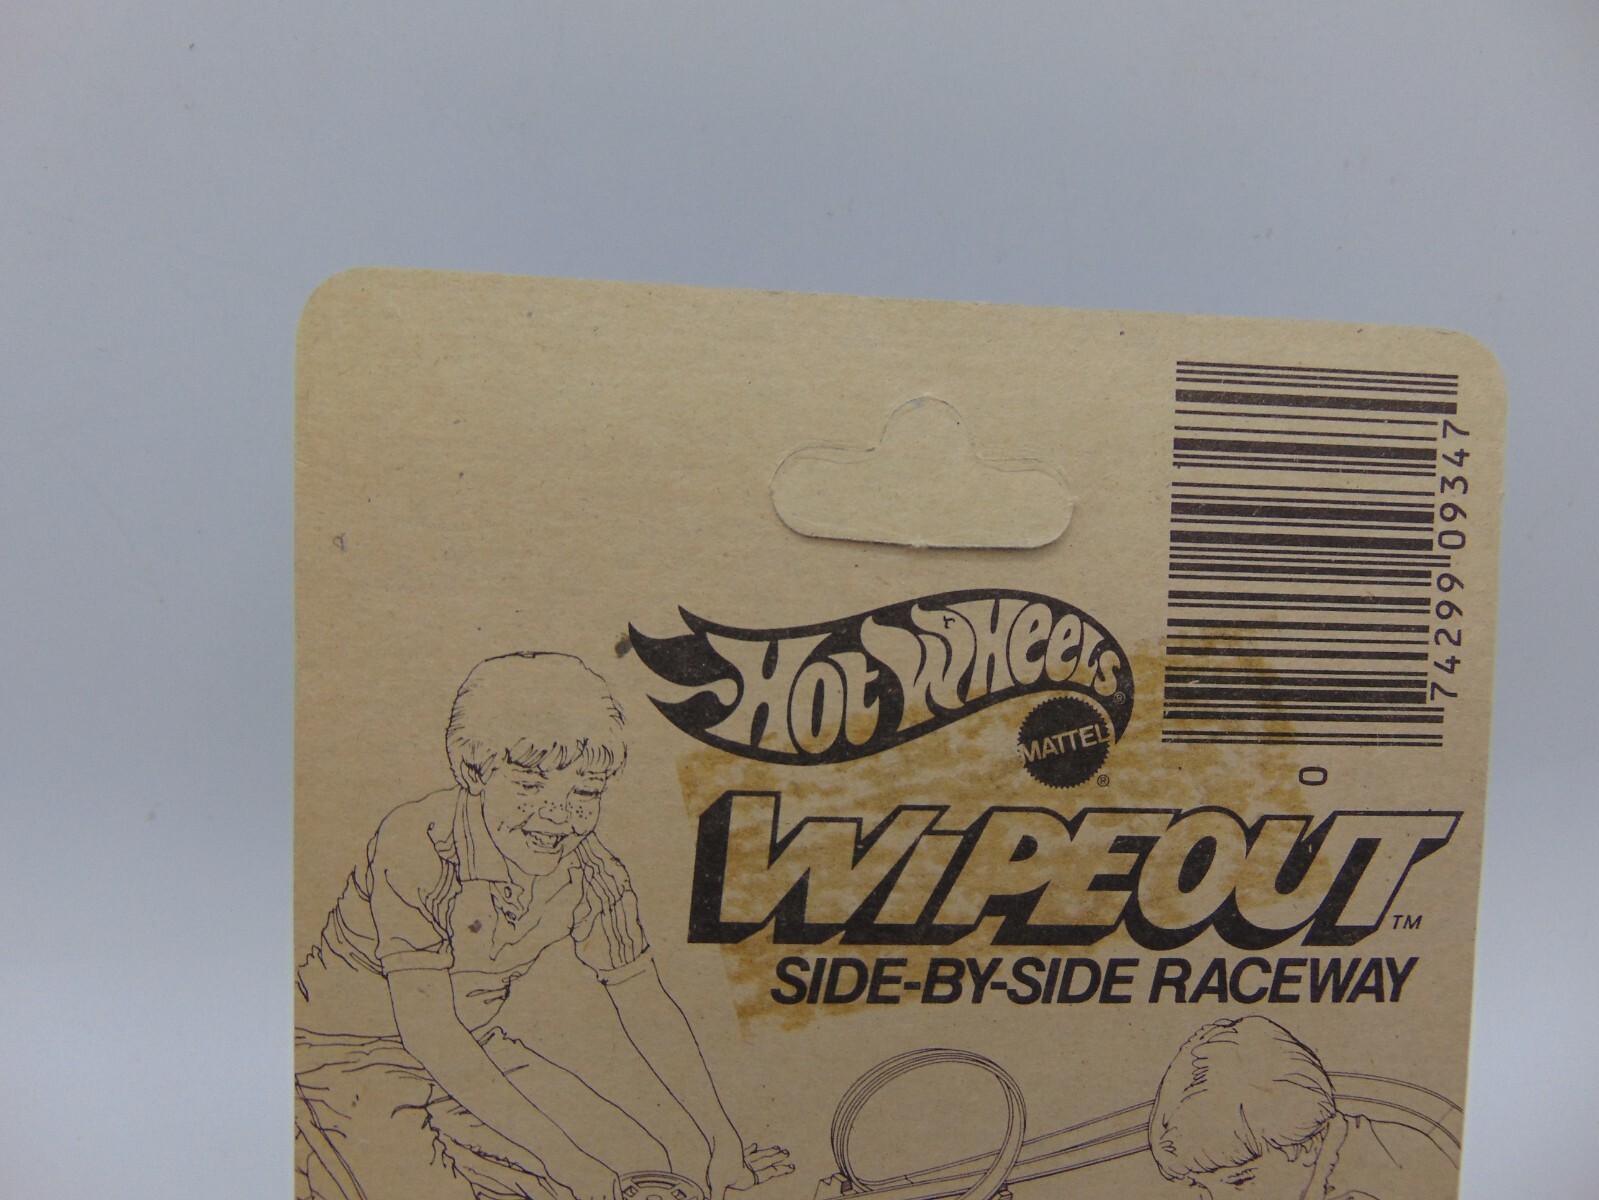 74299 09347
0
HOT WHEELS®
MATTEL®
WIPEOUT™
SIDE-BY-SIDE RACEWAY